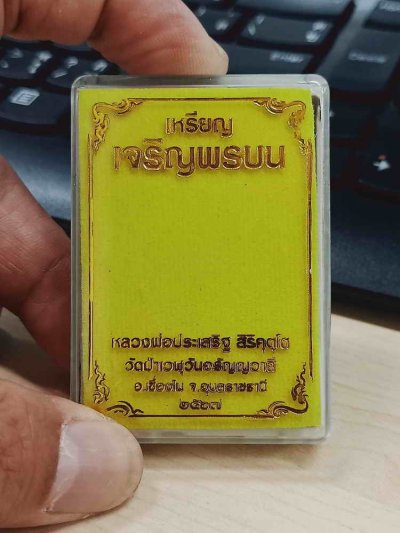 เหรียญ
เจริญพรบน
หลวงพ่อประเสริฐ สิริคุตฺโต
วัดป่าเวฬุวันอรัญญวาสี
อ.เขื่องใน จ.อุบลราชธานี
๒๕๖๗